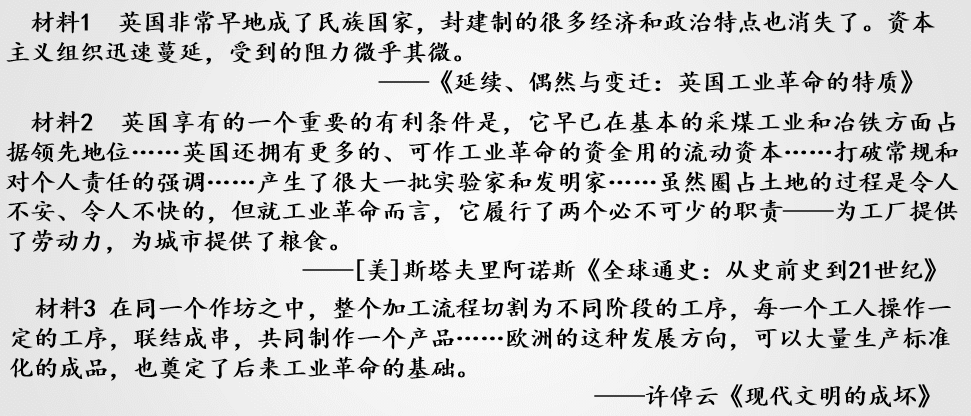 材料1　英国非常早地成了民族国家，封建制的很多经济和政治特点也消失了。资本
主义组织迅速蔓延，受到的阻力微乎其微。
——《延续、偶然与变迁：英国工业革命的特质》
材料2　英国享有的一个重要的有利条件是，它早已在基本的采煤工业和冶铁方面占
据领先地位……英国还拥有更多的、可作工业革命的资金用的流动资本……打破常规和
对个人责任的强调……产生了很大一批实验家和发明家……虽然圈占土地的过程是令人
不安、令人不快的，但就工业革命而言，它履行了两个必不可少的职责——为工厂提供
了劳动力，为城市提供了粮食。
——[美]斯塔夫里阿诺斯《全球通史：从史前史到21世纪》
材料3 在同一个作坊之中，整个加工流程切割为不同阶段的工序，每一个工人操作一
定的工序，联结成串，共同制作一个产品……欧洲的这种发展方向，可以大量生产标准
化的成品，也奠定了后来工业革命的基础。
——许倬云《现代文明的成坏》